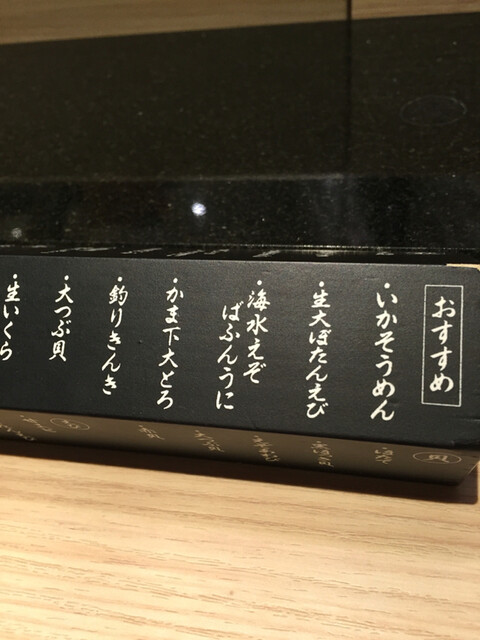 おすすめ
・いかそうめん
・生大ぼたんえび
・海水えぞ
ばふんうに
・かま下大とろ
・釣りきんき
・大つぶ貝
・生いくら
貝